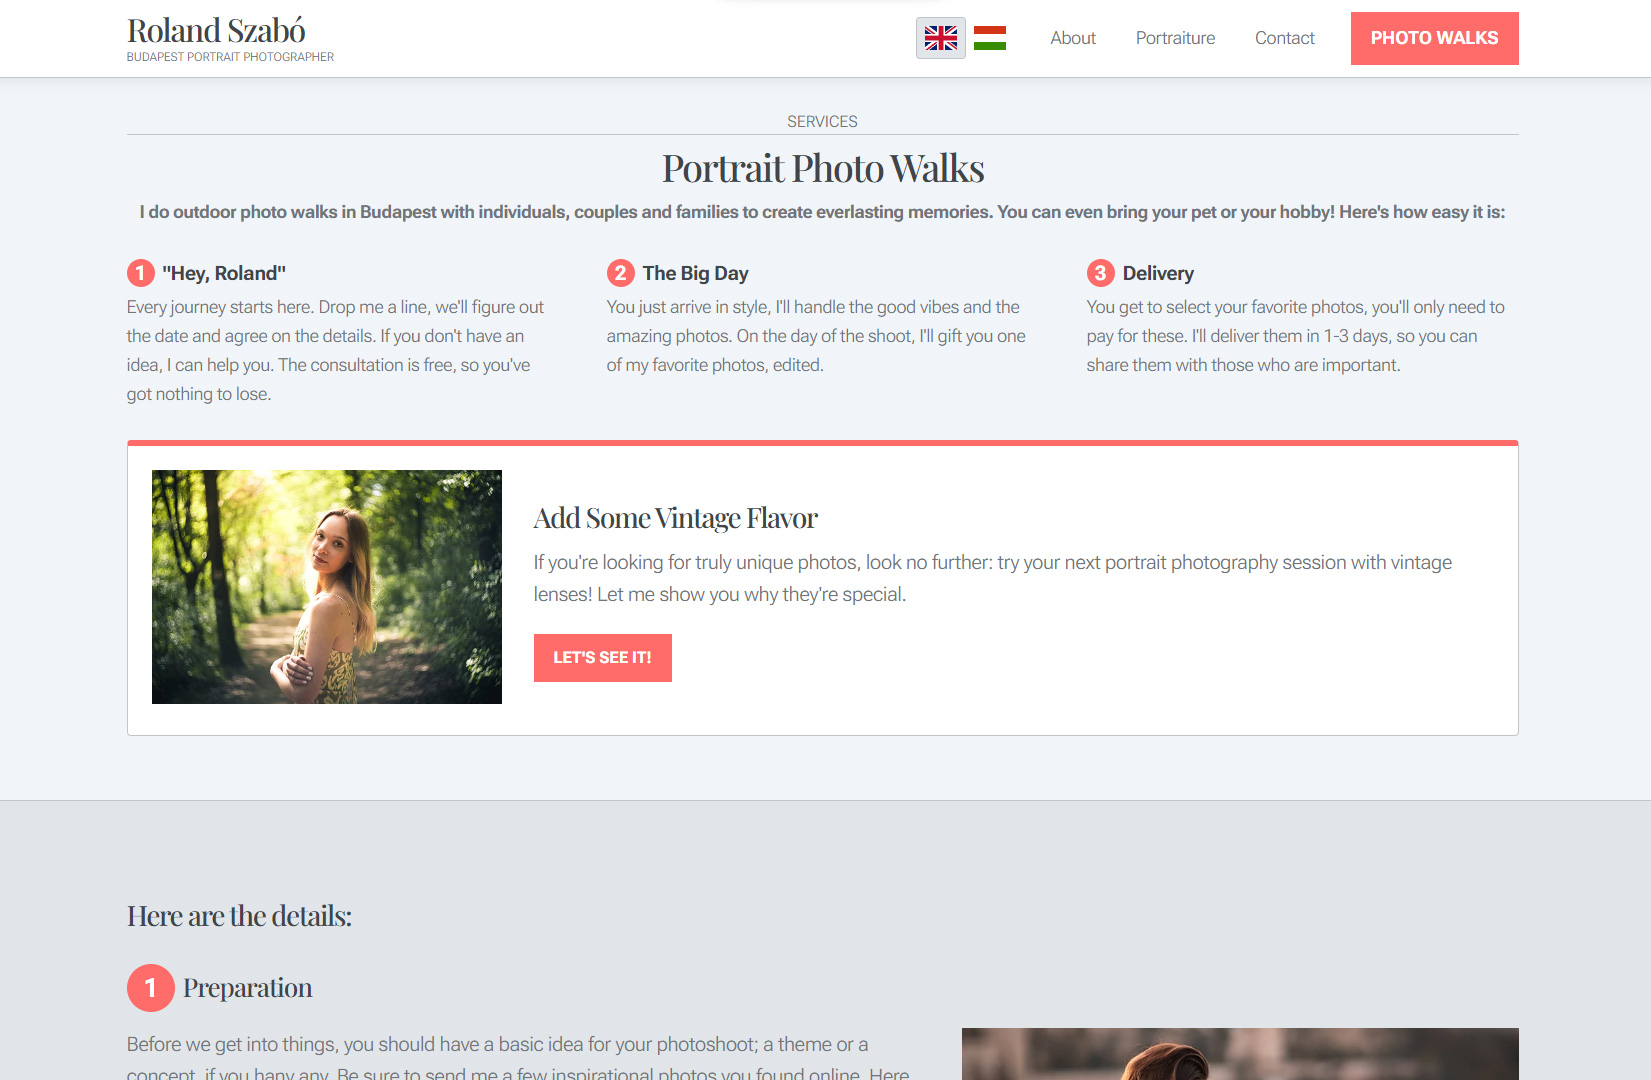 Roland Szabó
BUDAPEST PORTRAIT PHOTOGRAPHER
About
Portraiture
Contact
PHOTO WALKS
SERVICES
Portrait Photo Walks
I do outdoor photo walks in Budapest with individuals, couples and families to create everlasting memories. You can even bring your pet or your hobby! Here's how easy it is:
1 "Hey, Roland"
Every journey starts here. Drop me a line, we'll figure out
the date and agree on the details. If you don't have an
idea, I can help you. The consultation is free, so you've
got nothing to lose.
2 The Big Day
You just arrive in style, I'll handle the good vibes and the
amazing photos. On the day of the shoot, I'll gift you one
of my favorite photos, edited.
3 Delivery
You get to select your favorite photos, you'll only need to
pay for these. I'll deliver them in 1-3 days, so you can
share them with those who are important.
Add Some Vintage Flavor
If you're looking for truly unique photos, look no further: try your next portrait photography session with vintage
lenses! Let me show you why they're special.
LET'S SEE IT!
Here are the details:
1 Preparation
Before we get into things, you should have a basic idea for your photoshoot; a theme or a
concept, if you hany any. Be sure to send me a few inspirational photos you found online. Here